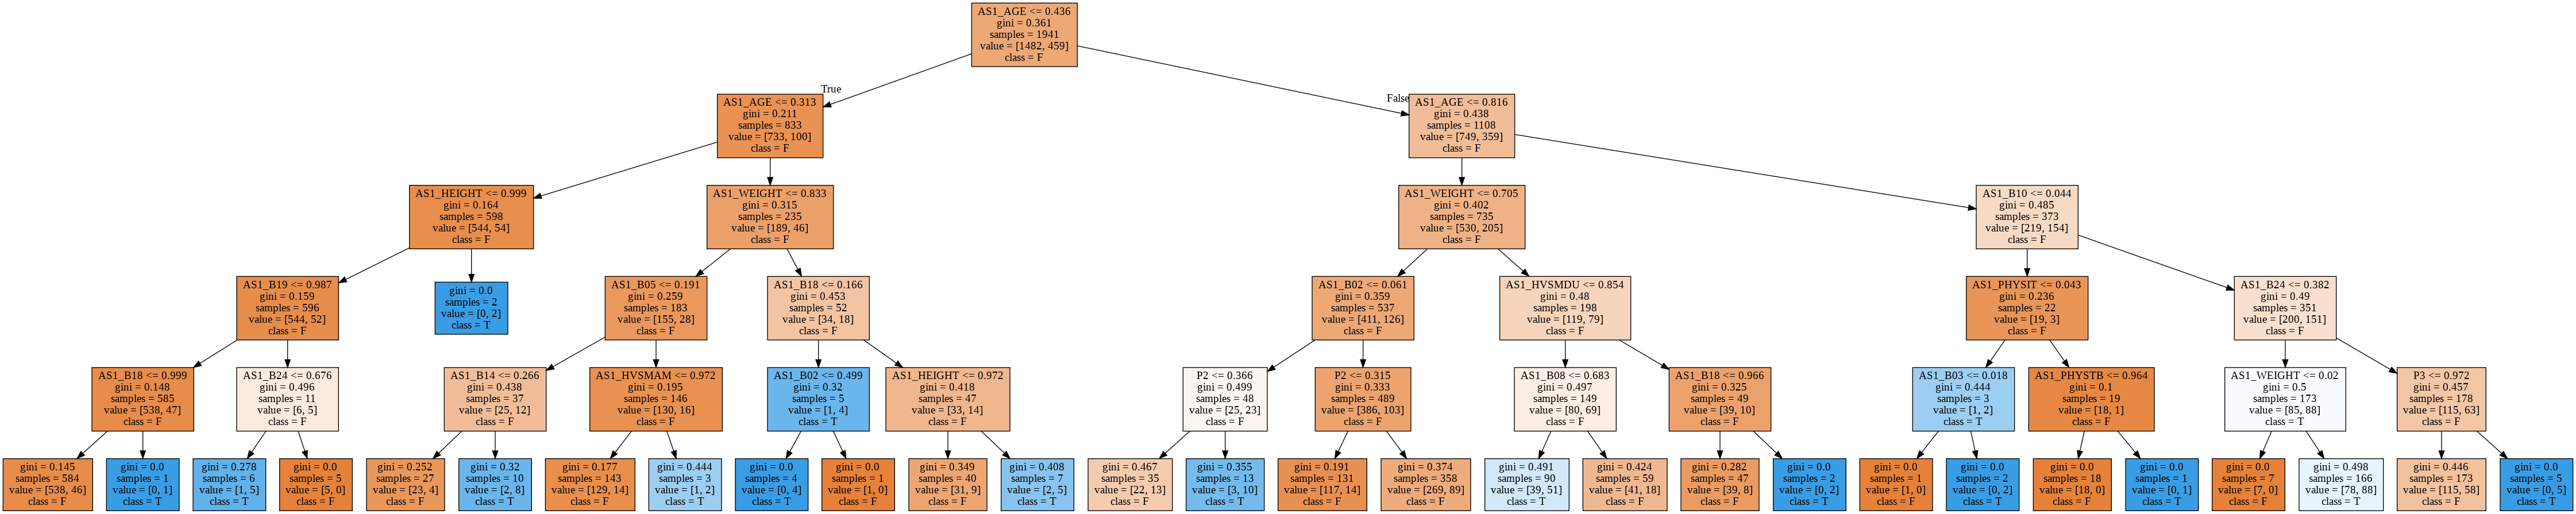 AS1_AGE <= 0.436
gini = 0.361
samples = 1941
value = [1482, 459]
class = F
True
False
AS1_AGE <= 0.313
gini = 0.211
samples = 833
value = [733, 100]
class = F
AS1_AGE <= 0.816
gini = 0.438
samples = 1108
value = [749, 359]
class = F
AS1_HEIGHT <= 0.999
gini = 0.164
samples = 598
value = [544, 54]
class = F
AS1_WEIGHT <= 0.833
gini = 0.315
samples = 235
value = [189, 46]
class = F
AS1_WEIGHT <= 0.705
gini = 0.402
samples = 735
value = [530, 205]
class = F
AS1_B10 <= 0.044
gini = 0.485
samples = 373
value = [219, 154]
class = F
AS1_B19 <= 0.987
gini = 0.159
samples = 596
value = [544, 52]
class = F
gini = 0.0
samples = 2
value = [0, 2]
class = T
AS1_B05 <= 0.191
gini = 0.259
samples = 183
value = [155, 28]
class = F
AS1_B18 <= 0.166
gini = 0.453
samples = 52
value = [34, 18]
class = F
AS1_B02 <= 0.061
gini = 0.359
samples = 537
value = [411, 126]
class = F
AS1_HVSMDU <= 0.854
gini = 0.48
samples = 198
value = [119, 79]
class = F
AS1_PHYSIT <= 0.043
gini = 0.236
samples = 22
value = [19, 3]
class = F
AS1_B24 <= 0.382
gini = 0.49
samples = 351
value = [200, 151]
class = F
AS1_B18 <= 0.999
gini = 0.148
samples = 585
value = [538, 47]
class = F
AS1_B24 <= 0.676
gini = 0.496
samples = 11
value = [6, 5]
class = F
AS1_B14 <= 0.266
gini = 0.438
samples = 37
value = [25, 12]
class = F
AS1_HVSMAM <= 0.972
gini = 0.195
samples = 146
value = [130, 16]
class = F
AS1_B02 <= 0.499
gini = 0.32
samples = 5
value = [1, 4]
class = T
AS1_HEIGHT <= 0.972
gini = 0.418
samples = 47
value = [33, 14]
class = F
P2 <= 0.366
gini = 0.499
samples = 48
value = [25, 23]
class = F
P2 <= 0.315
gini = 0.333
samples = 489
value = [386, 103]
class = F
AS1_B08 <= 0.683
gini = 0.497
samples = 149
value = [80, 69]
class = F
AS1_B18 <= 0.966
gini = 0.325
samples = 49
value = [39, 10]
class = F
AS1_B03 <= 0.018
gini = 0.444
samples = 3
value = [1, 2]
class = T
AS1_PHYSTB <= 0.964
gini = 0.1
samples = 19
value = [18, 1]
class = F
AS1_WEIGHT <= 0.02
gini = 0.5
samples = 173
value = [85, 88]
class = T
P3 <= 0.972
gini = 0.457
samples = 178
value = [115, 63]
class = F
gini = 0.145
samples = 584
value = [538, 46]
class = F
gini = 0.0
samples = 1
value = [0, 1]
class = T
gini = 0.278
samples = 6
value = [1, 5]
class = T
gini = 0.0
samples = 5
value = [5, 0]
class = F
gini = 0.252
samples = 27
value = [23, 4]
class = F
gini = 0.32
samples = 10
value = [2, 8]
class = T
gini = 0.177
samples = 143
value = [129, 14]
class = F
gini = 0.444
samples = 3
value = [1, 2]
class = T
gini = 0.0
samples = 4
value = [0, 4]
class = T
gini = 0.0
samples = 1
value = [1, 0]
class = F
gini = 0.349
samples = 40
value = [31, 9]
class = F
gini = 0.408
samples = 7
value = [2, 5]
class = T
gini = 0.467
samples = 35
value = [22, 13]
class = F
gini = 0.355
samples = 13
value = [3, 10]
class = T
gini = 0.191
samples = 131
value = [117, 14]
class = F
gini = 0.374
samples = 358
value = [269, 89]
class = F
gini = 0.491
samples = 90
value = [39, 51]
class = T
gini = 0.424
samples = 59
value = [41, 18]
class = F
gini = 0.282
samples = 47
value = [39, 8]
class = F
gini = 0.0
samples = 2
value = [0, 2]
class = T
gini = 0.0
samples = 1
value = [1, 0]
class = F
gini = 0.0
samples = 2
value = [0, 2]
class = T
gini = 0.0
samples = 18
value = [18, 0]
class = F
gini = 0.0
samples = 1
value = [0, 1]
class = T
gini = 0.0
samples = 7
value = [7, 0]
class = F
gini = 0.498
samples = 166
value = [78, 88]
class = T
gini = 0.446
samples = 173
value = [115, 58]
class = F
gini = 0.0
samples = 5
value = [0, 5]
class = T